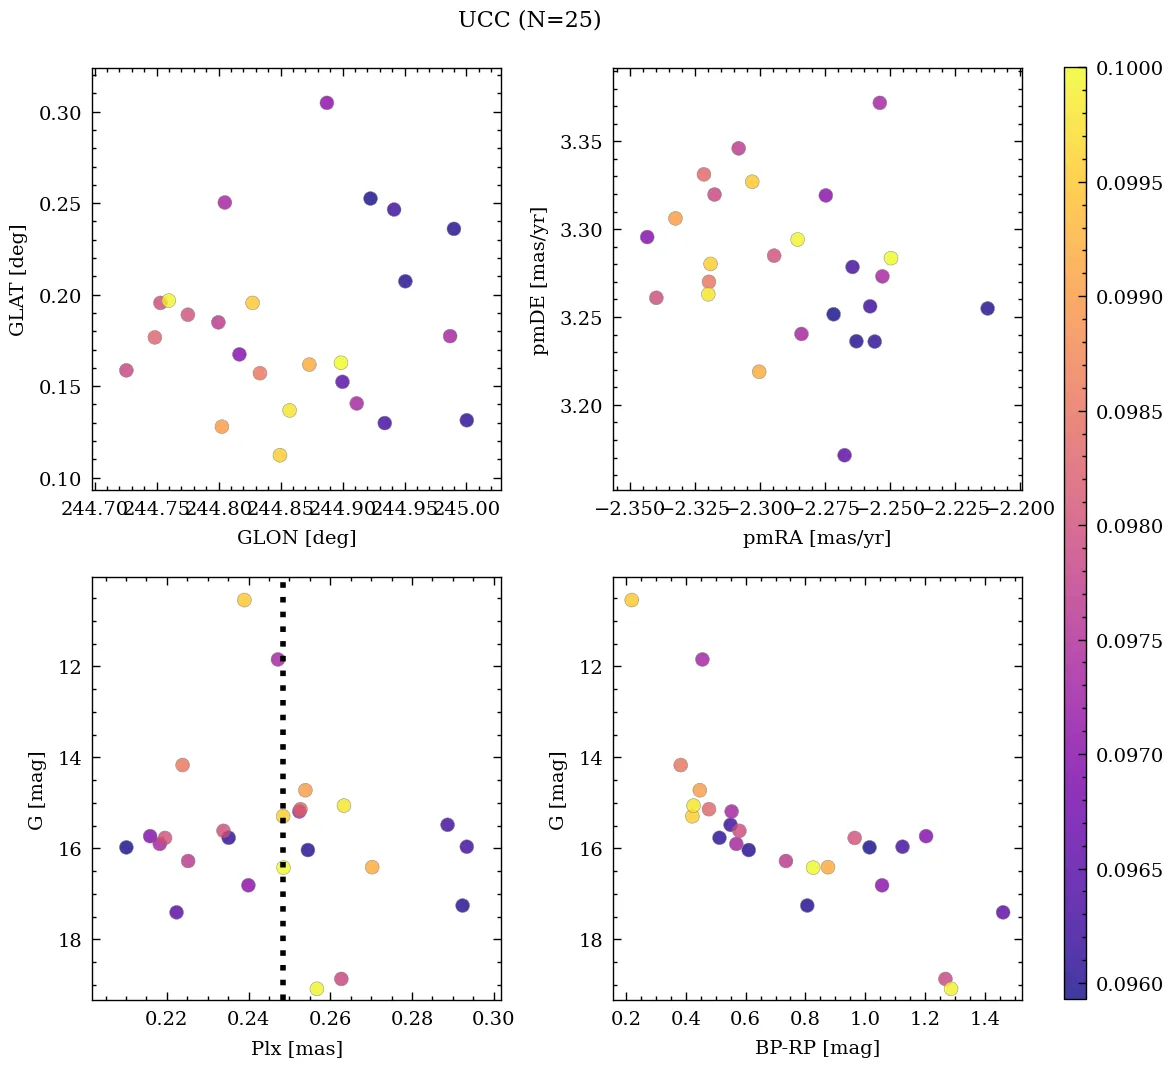 UCC (N=25)
0.30
0.25
0.20
0.15
0.10
GLAT [deg]
244.70 244.75 244.80 244.85 244.90 244.95 245.00
GLON [deg]
3.35
3.30
3.25
3.20
pmDE [mas/yr]
−2.350 −2.325 −2.300 −2.275 −2.250 −2.225 −2.200
pmRA [mas/yr]
12
14
16
18
G [mag]
0.22 0.24 0.26 0.28 0.30
Plx [mas]
12
14
16
18
G [mag]
0.2 0.4 0.6 0.8 1.0 1.2 1.4
BP-RP [mag]
0.1000
0.0995
0.0990
0.0985
0.0980
0.0975
0.0970
0.0965
0.0960